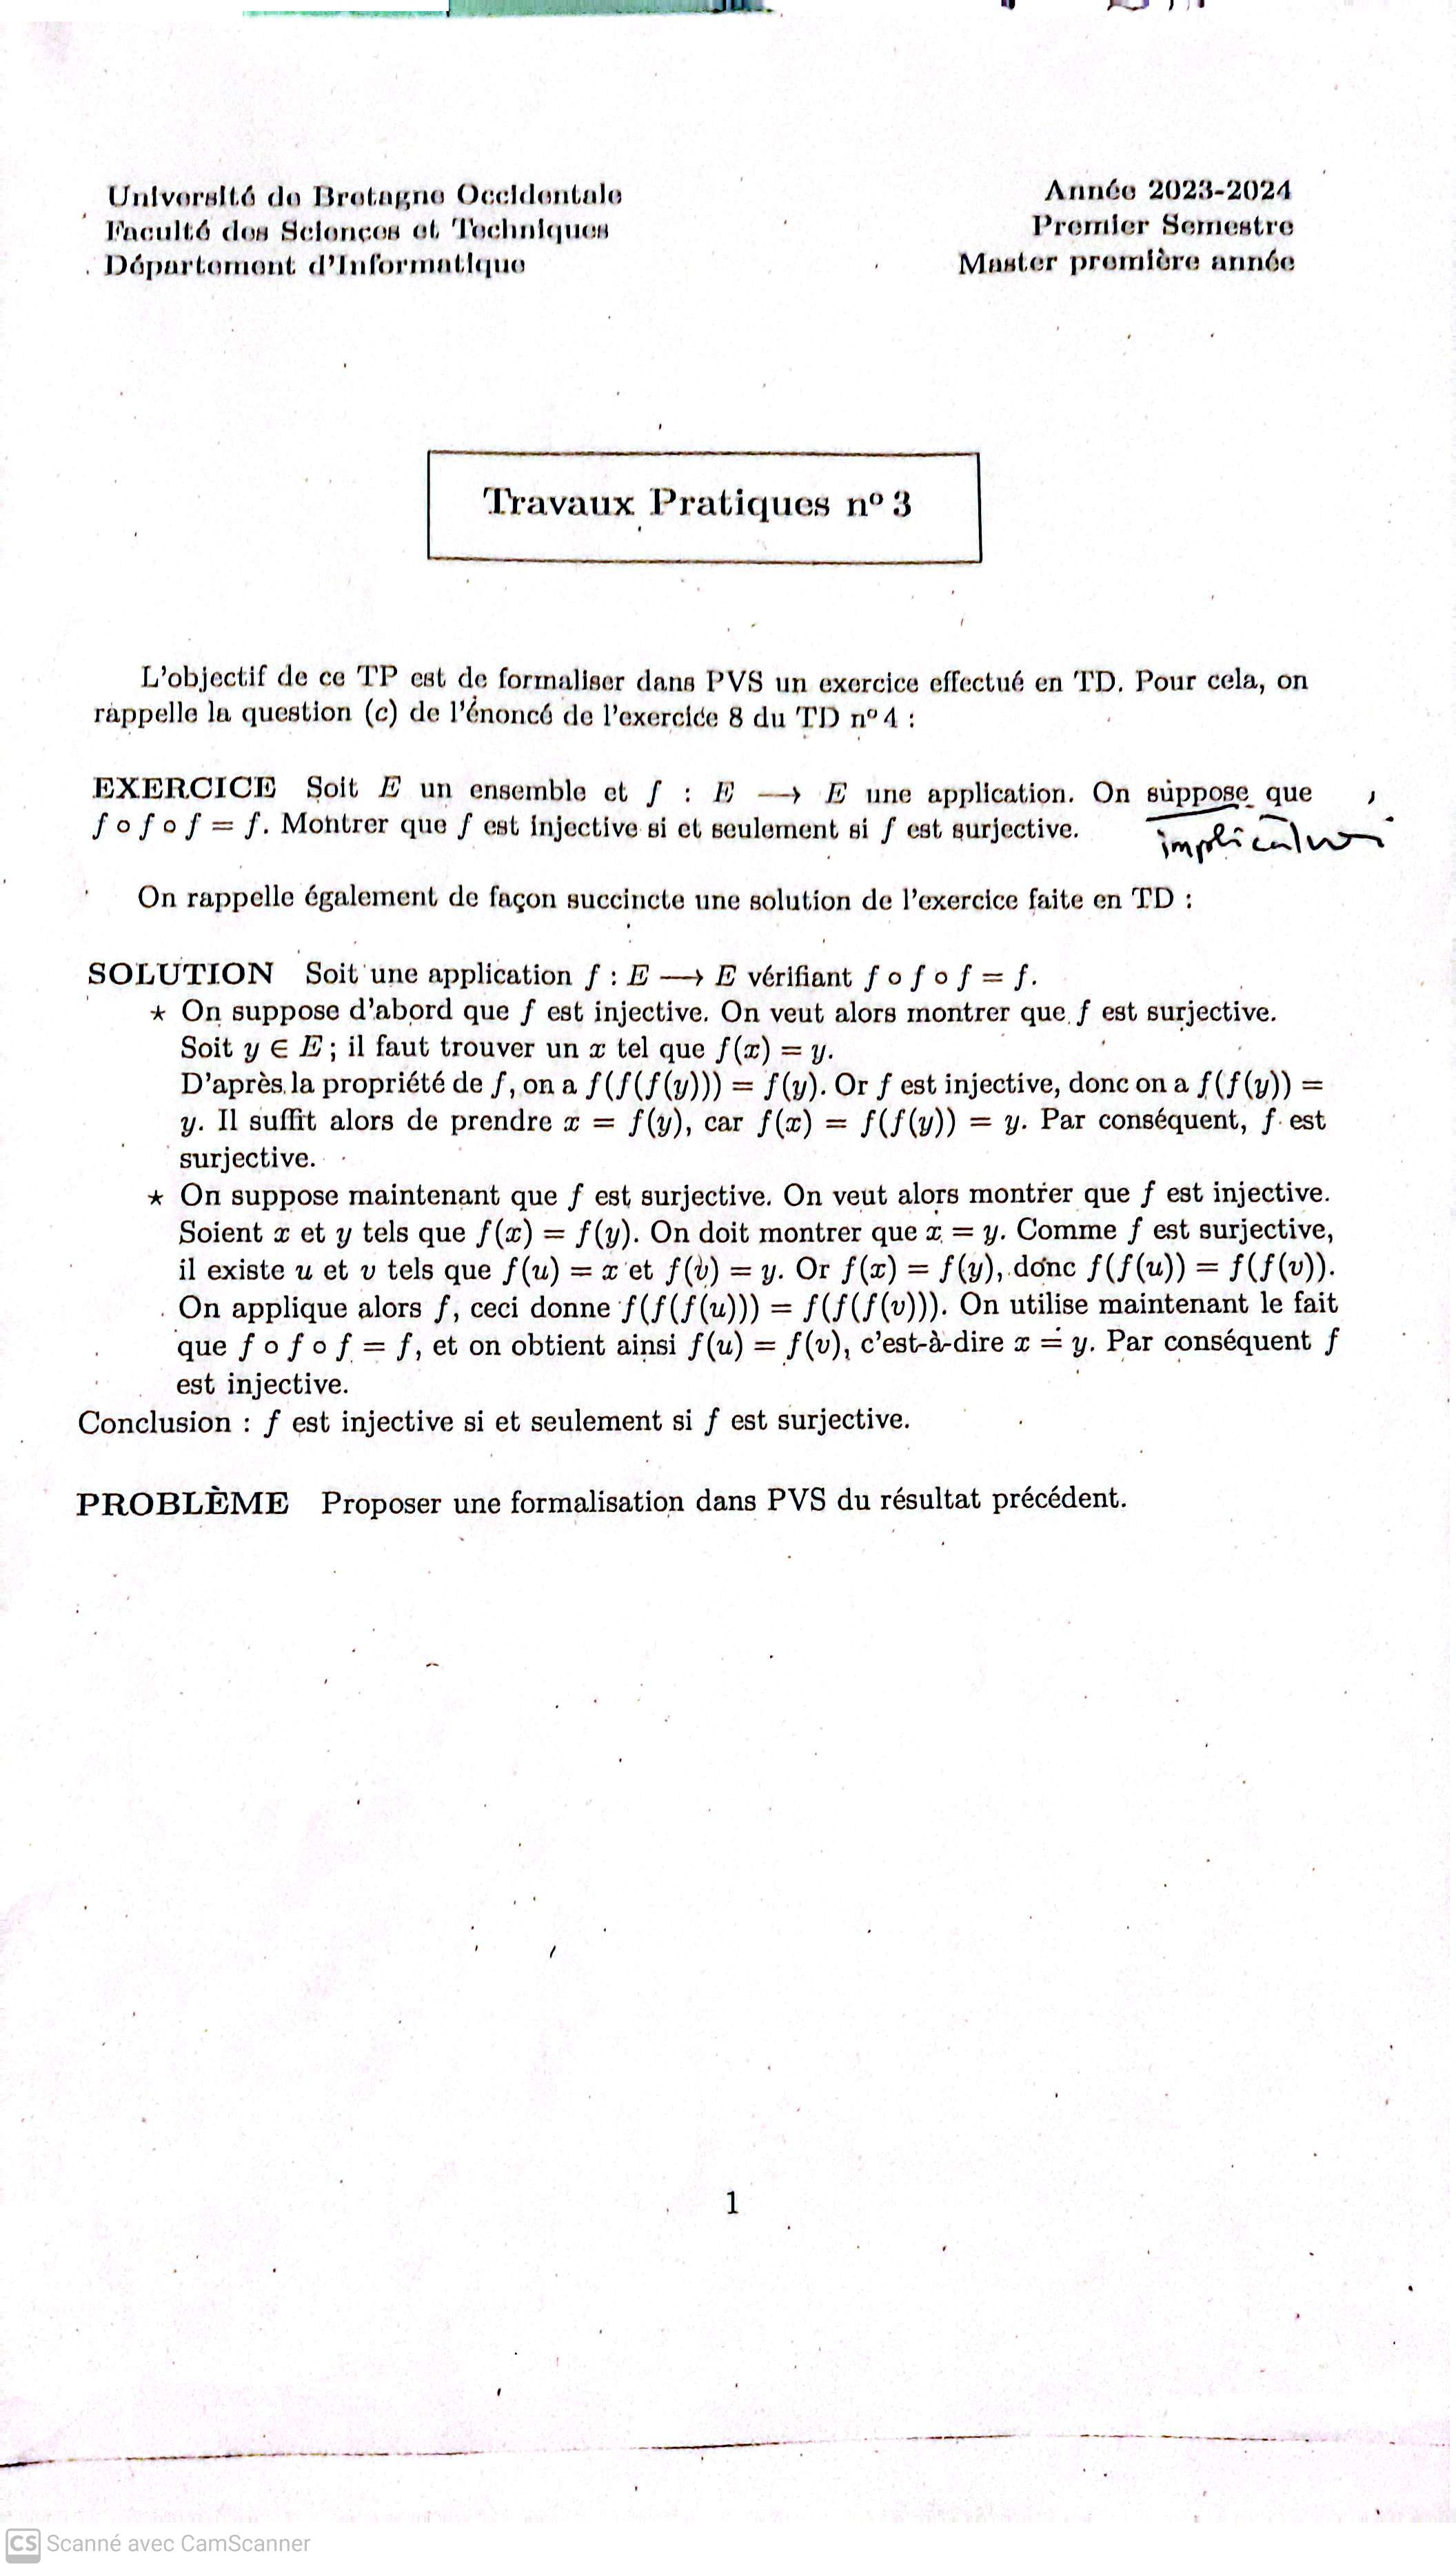 Université de Bretagne Occidentale
Faculté des Sciences et Techniques
Département d'Informatique
Année 2023-2024
Premier Semestre
Master première année
Travaux Pratiques nº 3
L'objectif de ce TP est de formaliser dans PVS un exercice effectué en TD. Pour cela, on
rappelle la question (c) de l'énoncé de l'exercice 8 du TD nº 4 :
EXERCICE Soit E un ensemble et f : E ⟶ E une application. On suppose que
f ∘ f ∘ f = f. Montrer que f est injective si et seulement si f est surjective.
implication
On rappelle également de façon succincte une solution de l'exercice faite en TD :
SOLUTION Soit une application f : E ⟶ E vérifiant f ∘ f ∘ f = f.
⋆ On suppose d'abord que f est injective. On veut alors montrer que f est surjective.
Soit y ∈ E ; il faut trouver un x tel que f(x) = y.
D'après la propriété de f, on a f(f(f(y))) = f(y). Or f est injective, donc on a f(f(y)) =
y. Il suffit alors de prendre x = f(y), car f(x) = f(f(y)) = y. Par conséquent, f est
surjective.
⋆ On suppose maintenant que f est surjective. On veut alors montrer que f est injective.
Soient x et y tels que f(x) = f(y). On doit montrer que x = y. Comme f est surjective,
il existe u et v tels que f(u) = x et f(v) = y. Or f(x) = f(y), donc f(f(u)) = f(f(v)).
On applique alors f, ceci donne f(f(f(u))) = f(f(f(v))). On utilise maintenant le fait
que f ∘ f ∘ f = f, et on obtient ainsi f(u) = f(v), c'est-à-dire x = y. Par conséquent f
est injective.
Conclusion : f est injective si et seulement si f est surjective.
PROBLÈME Proposer une formalisation dans PVS du résultat précédent.
1
CS Scanné avec CamScanner